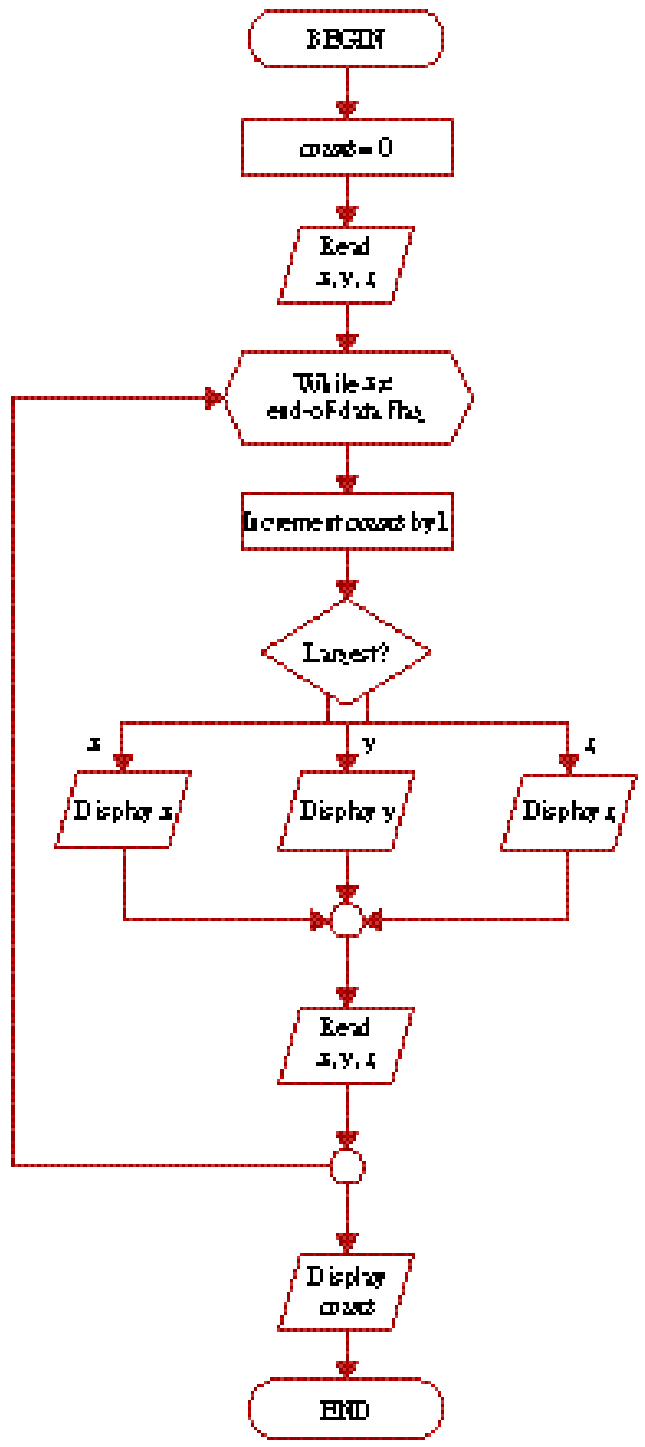 BEGIN
count = 0
Read
x, y, z
While x ≠
end-of-data flag
Increment count by 1
Largest?
x
y
z
Display x
Display y
Display z
Read
x, y, z
Display
count
END